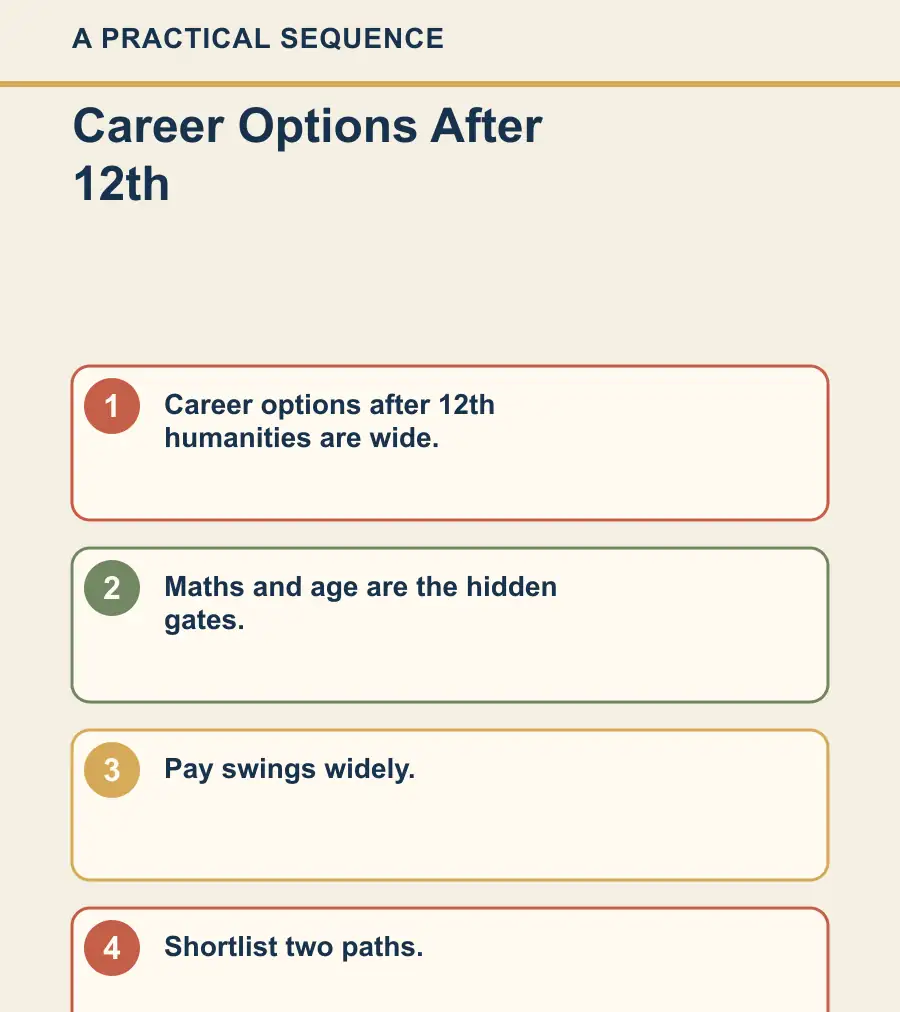 A PRACTICAL SEQUENCE
Career Options After
12th
1
Career options after 12th
humanities are wide.
2
Maths and age are the hidden
gates.
3
Pay swings widely.
4
Shortlist two paths.